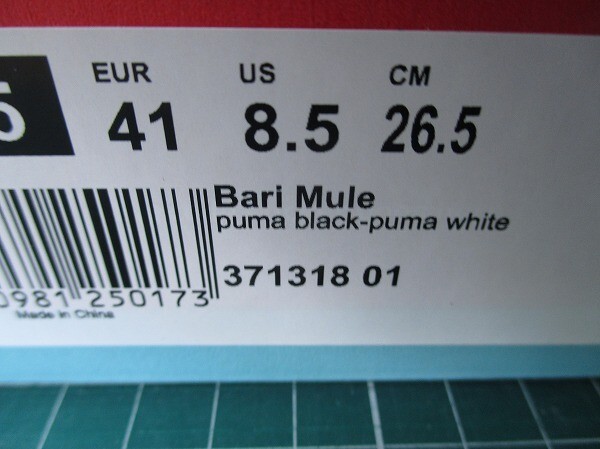 EUR US CM
5 41 8.5 26.5
Bari Mule
puma black-puma white
371318 01
0981 250173
Made in China